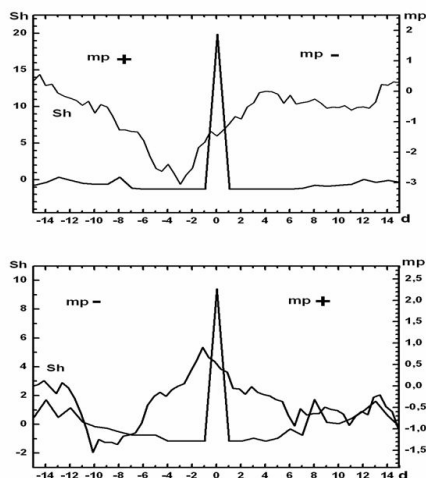 Sh mp
20 2
mp + mp -
15 1
0
10 -1
Sh
5 -2
0 -3
-14 -12 -10 -8 -6 -4 -2 0 2 4 6 8 10 12 14 d
Sh mp
10 2,5
mp - mp +
8 2,0
1,5
6 1,0
0,5
4 0,0
Sh
2 -0,5
0 -1,0
-1,5
-2
-14 -12 -10 -8 -6 -4 -2 0 2 4 6 8 10 12 14 d